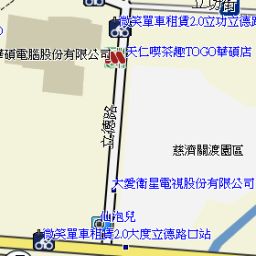 立功街
微笑單車租賃2.0立功立德路
天仁喫茶趣TOGO華碩店
華碩電腦股份有限公司
立德路
慈濟關渡園區
大愛衛星電視股份有限公司
仙泡兒
微笑單車租賃2.0大度立德路口站